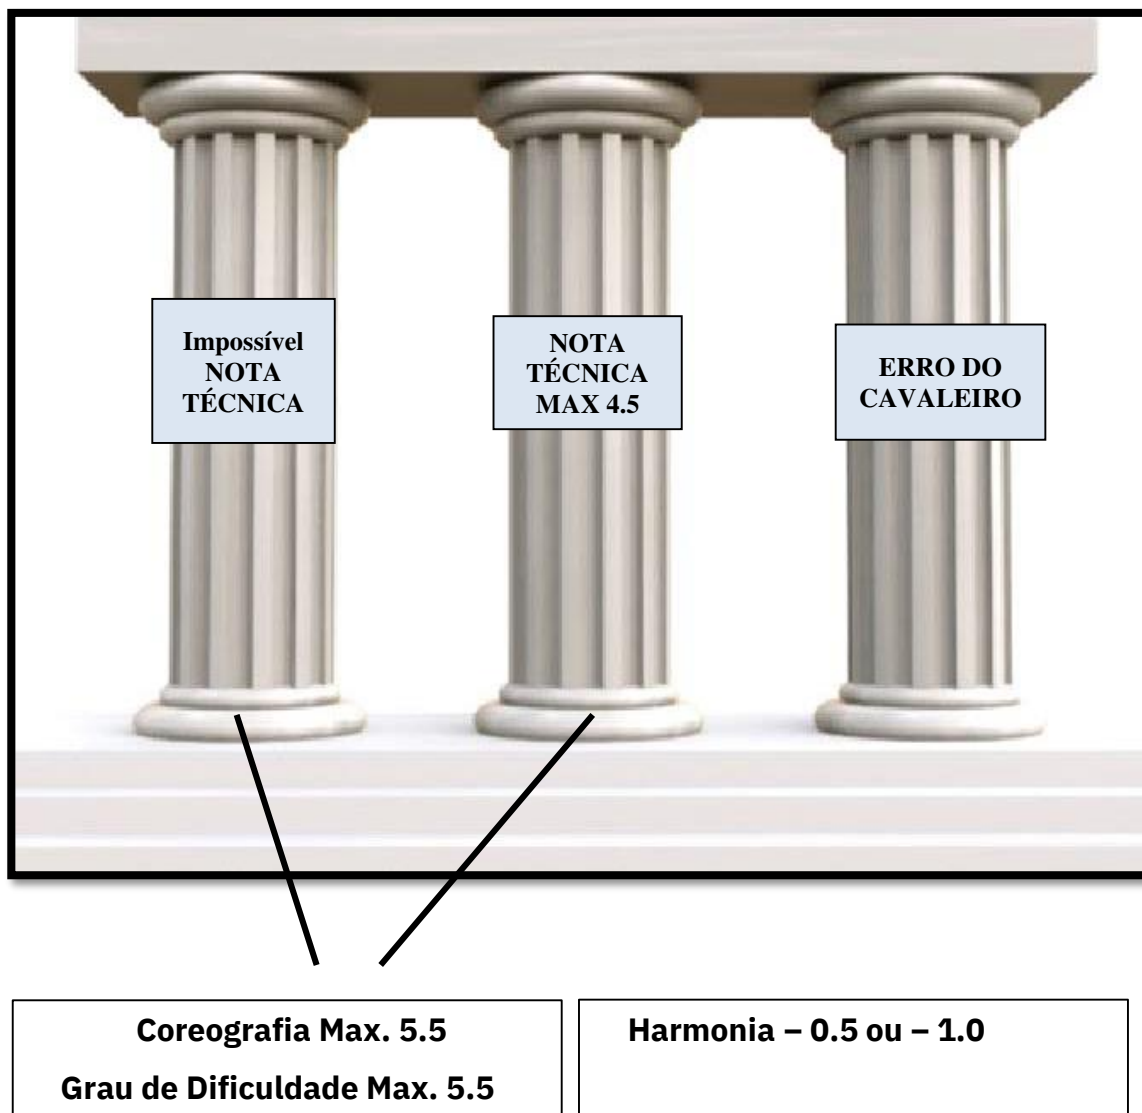 Impossível
NOTA
TÉCNICA
NOTA
TÉCNICA
MAX 4.5
ERRO DO
CAVALEIRO
Coreografia Max. 5.5
Grau de Dificuldade Max. 5.5
Harmonia – 0.5 ou – 1.0